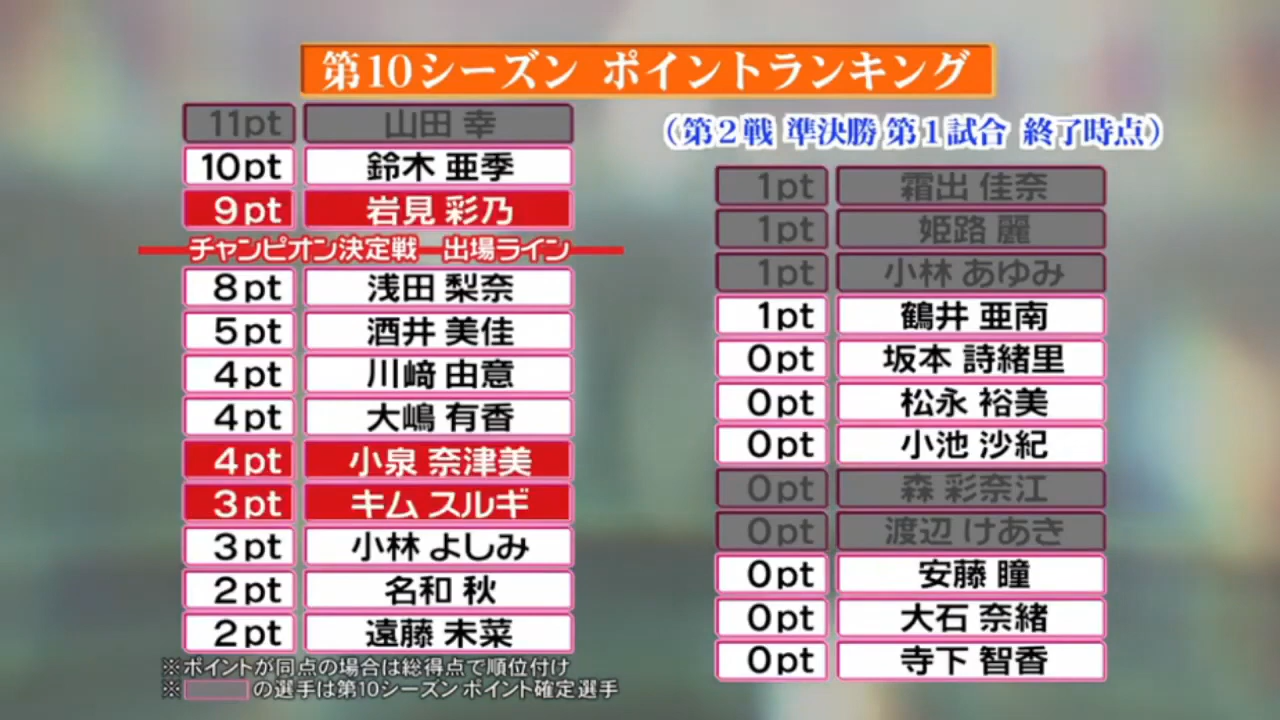 第10シーズン ポイントランキング
（第２戦 準決勝 第１試合 終了時点）
11pt 山田 幸
10pt 鈴木 亜季
9pt 岩見 彩乃
チャンピオン決定戦 出場ライン
8pt 浅田 梨奈
5pt 酒井 美佳
4pt 川﨑 由意
4pt 大嶋 有香
4pt 小泉 奈津美
3pt キム スルギ
3pt 小林 よしみ
2pt 名和 秋
2pt 遠藤 未菜
※ポイントが同点の場合は総得点で順位付け
※ の選手は第10シーズン ポイント確定選手
1pt 霜出 佳奈
1pt 姫路 麗
1pt 小林 あゆみ
1pt 鶴井 亜南
0pt 坂本 詩緒里
0pt 松永 裕美
0pt 小池 沙紀
0pt 森 彩奈江
0pt 渡辺 けあき
0pt 安藤 瞳
0pt 大石 奈緒
0pt 寺下 智香